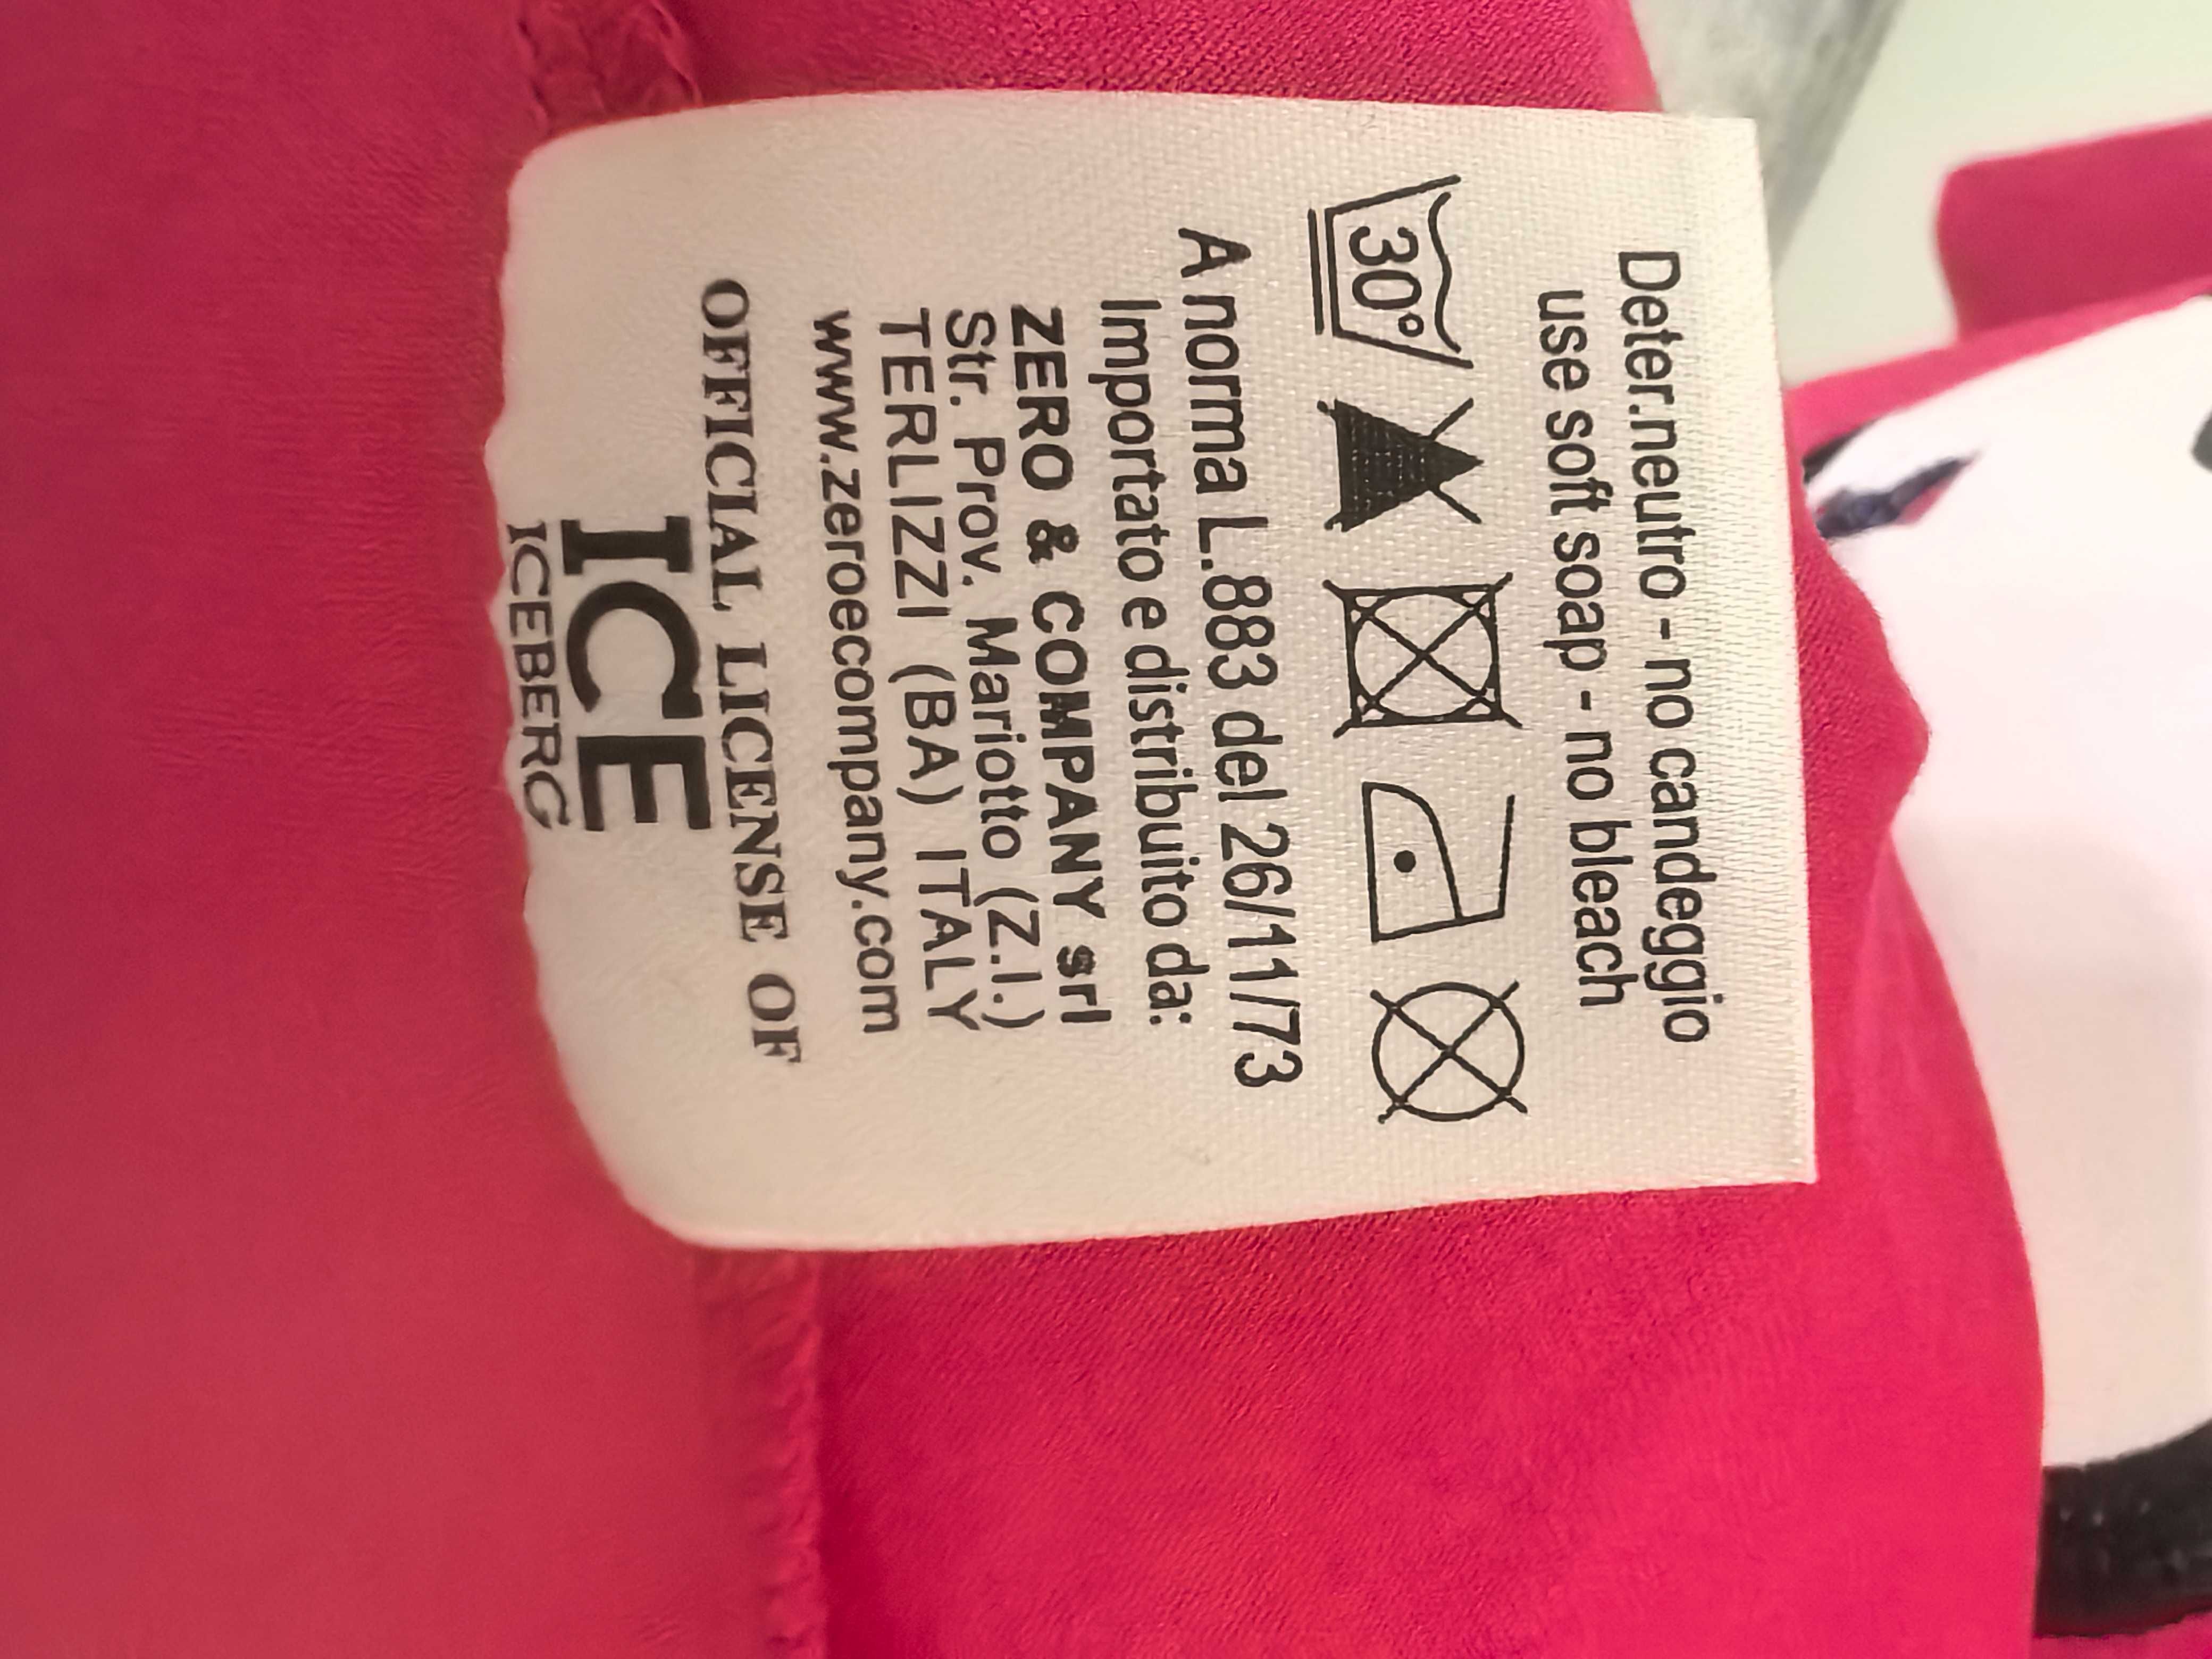 Deter.neutro - no candeggio
use soft soap - no bleach
30°
A norma L.883 del 26/11/73
Importato e distribuito da:
ZERO & COMPANY srl
Str. Prov. Mariotto (Z.I.)
TERLIZZI (BA) ITALY
www.zeroecompany.com
OFFICIAL LICENSE OF
ICE
ICEBERG